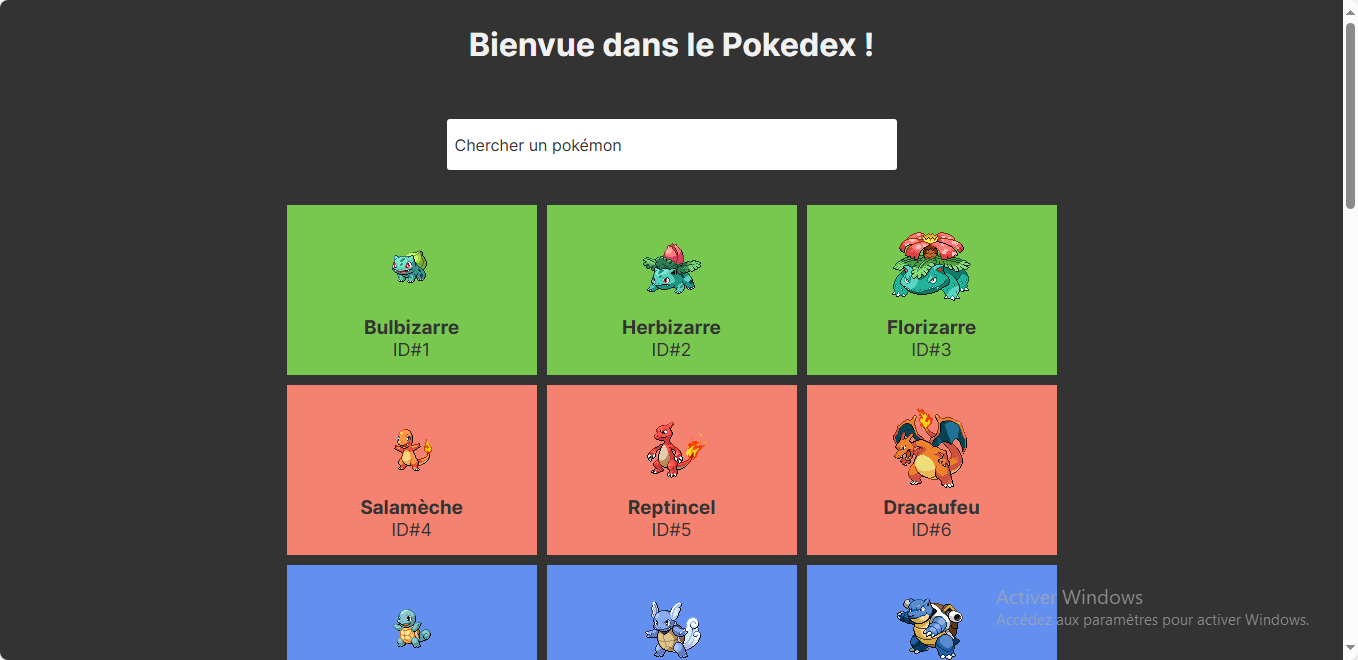 Bienvue dans le Pokedex !
Chercher un pokémon
Bulbizarre
ID#1
Herbizarre
ID#2
Florizarre
ID#3
Salamèche
ID#4
Reptincel
ID#5
Dracaufeu
ID#6
Activer Windows
Accédez aux paramètres pour activer Windows.